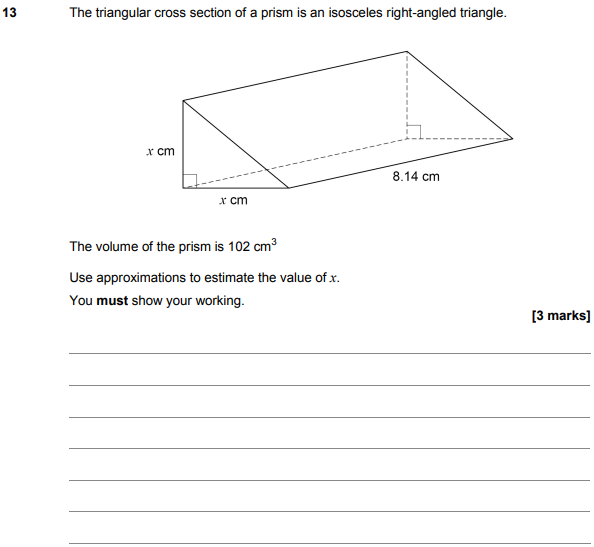 13 The triangular cross section of a prism is an isosceles right-angled triangle.
x cm
8.14 cm
x cm
The volume of the prism is 102 cm³
Use approximations to estimate the value of x.
You must show your working.
[3 marks]